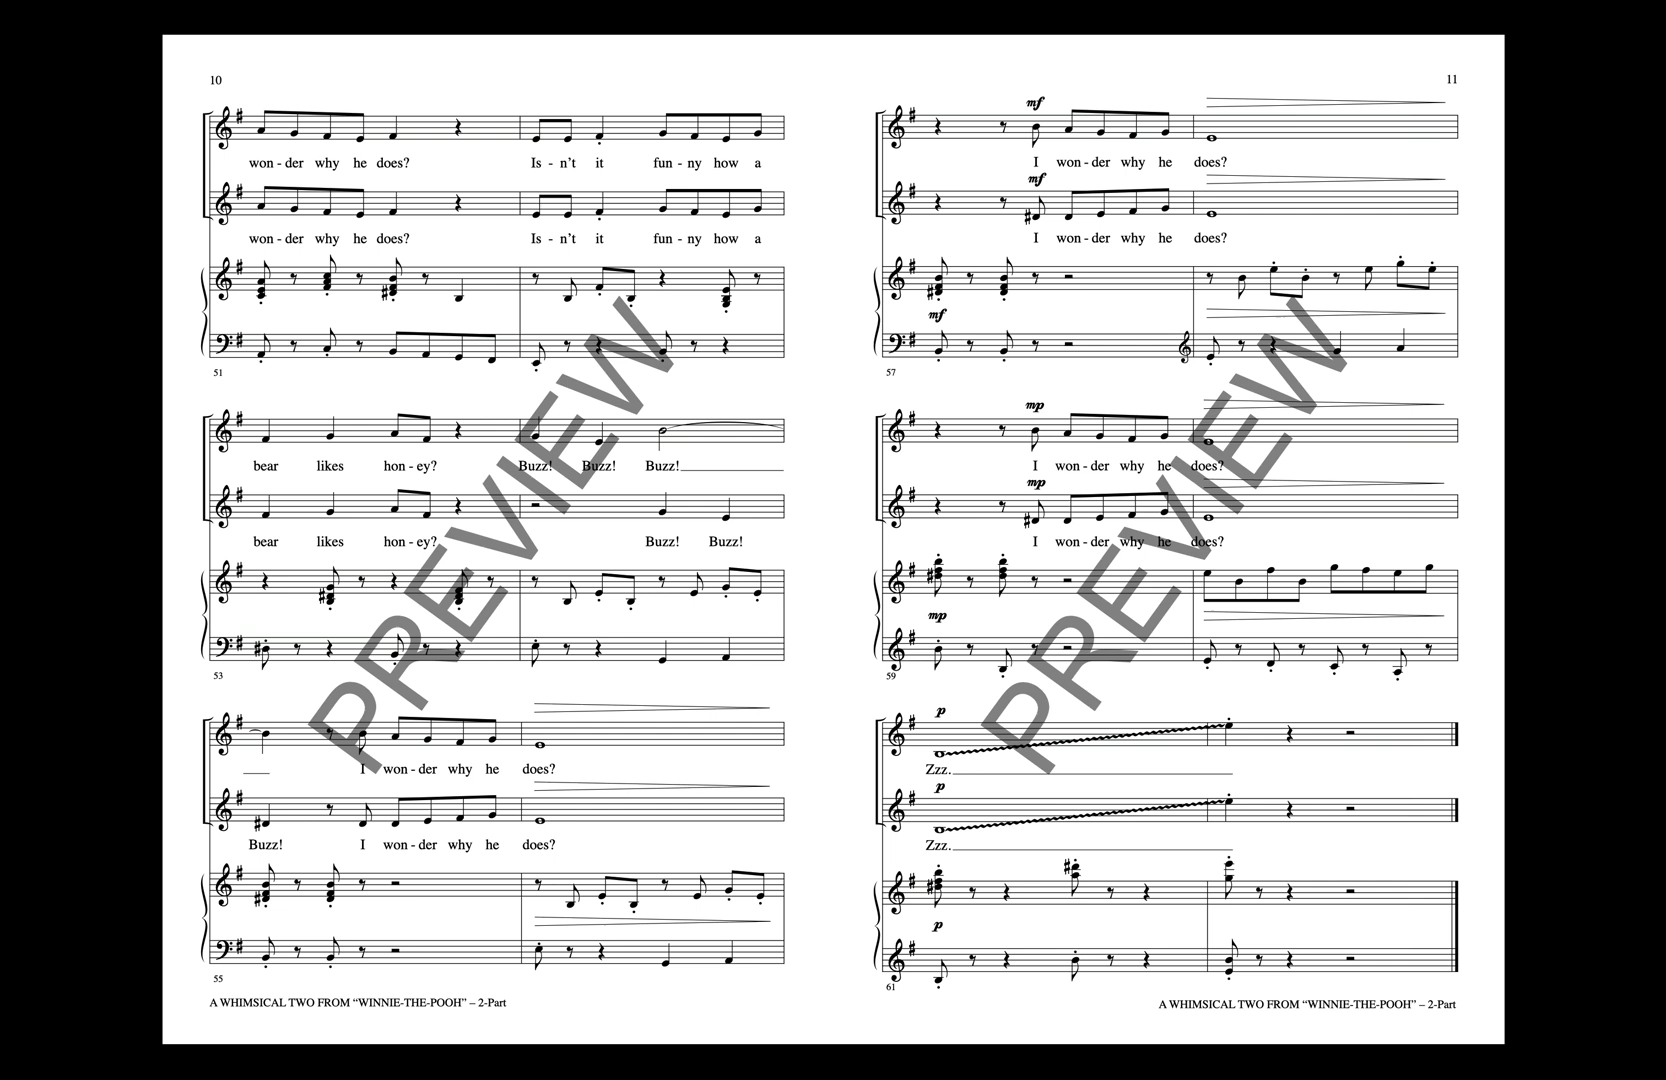 10
won - der why he does? Is - n't it fun - ny how a
won - der why he does? Is - n't it fun - ny how a
51
bear likes hon - ey? Buzz! Buzz! Buzz!
bear likes hon - ey? Buzz! Buzz!
53
I won - der why he does?
Buzz! I won - der why he does?
55
A WHIMSICAL TWO FROM “WINNIE-THE-POOH” – 2-Part
11
mf
I won - der why he does?
mf
I won - der why he does?
mf
57
mp
I won - der why he does?
mp
I won - der why he does?
mp
59
p
Zzz.
p
Zzz.
p
61
A WHIMSICAL TWO FROM “WINNIE-THE-POOH” – 2-Part
PREVIEW
PREVIEW